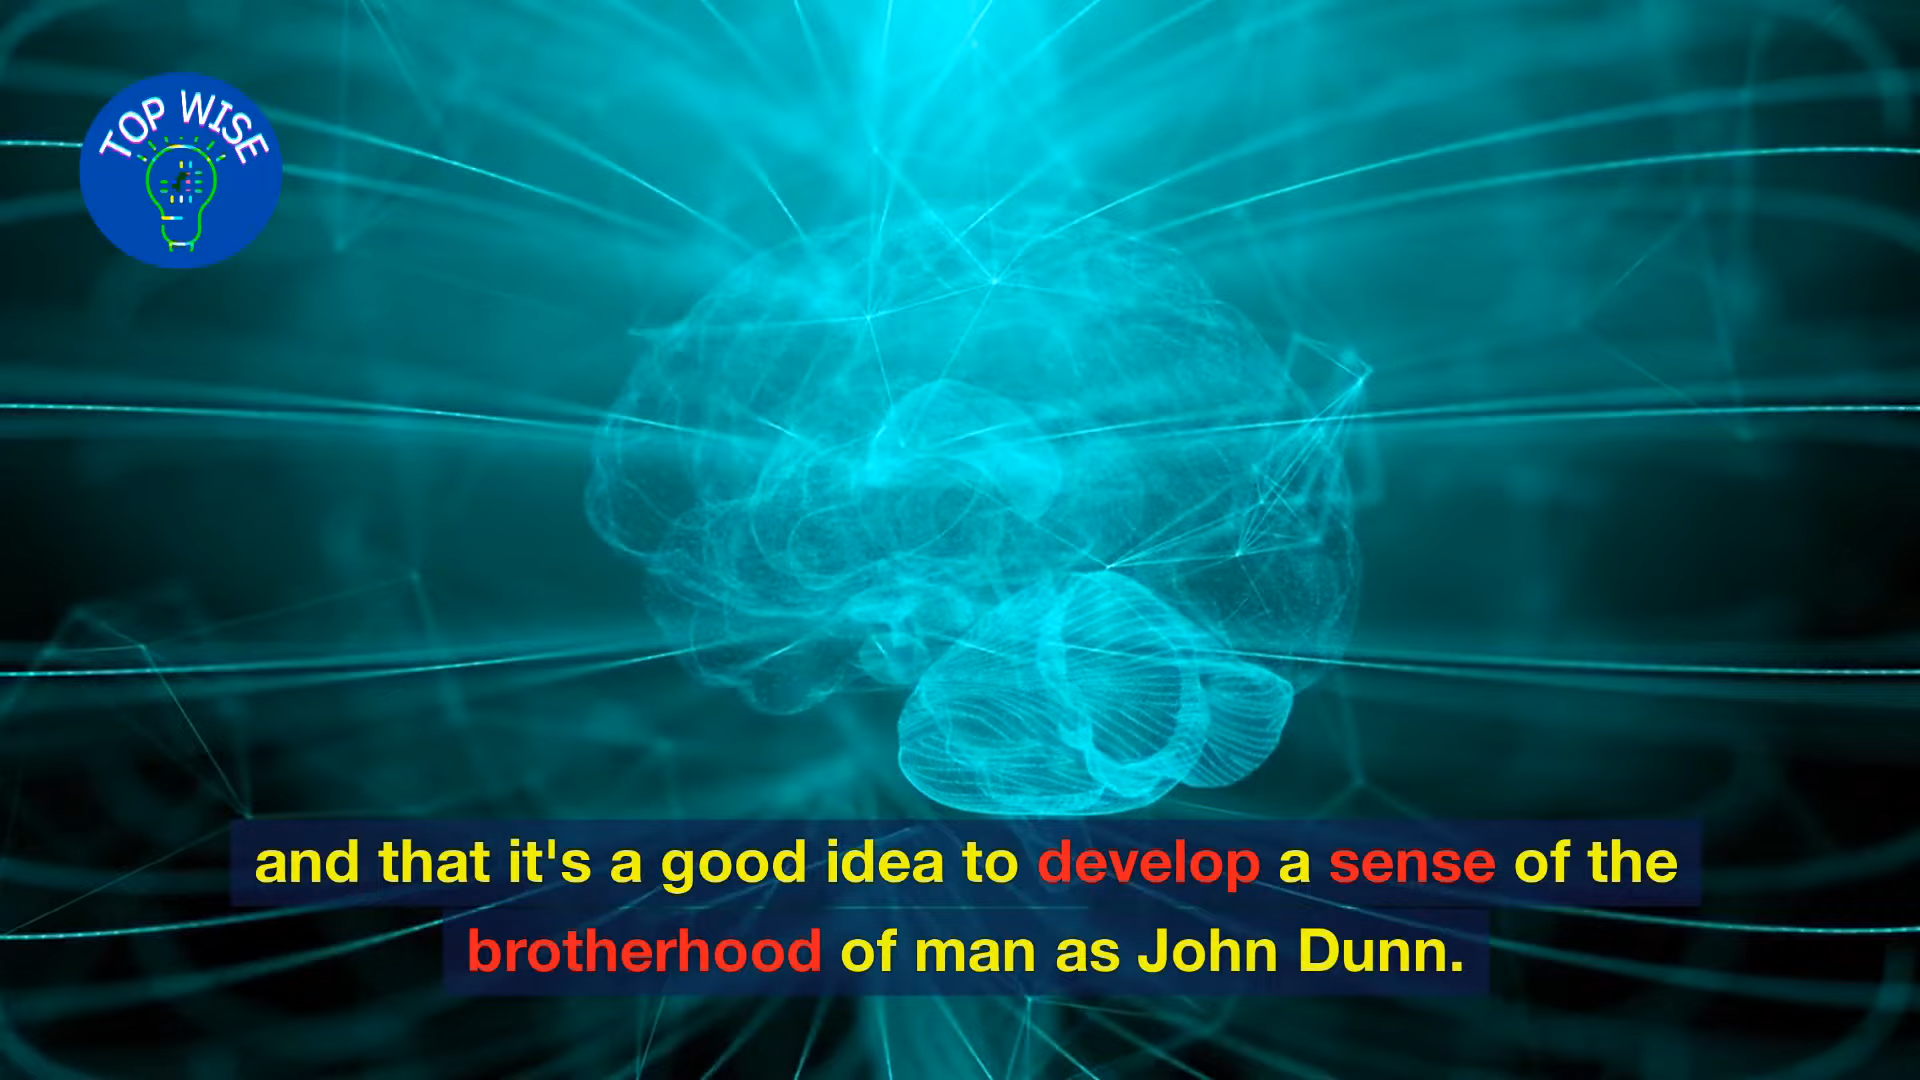 TOP WISE
and that it's a good idea to develop a sense of the
brotherhood of man as John Dunn.